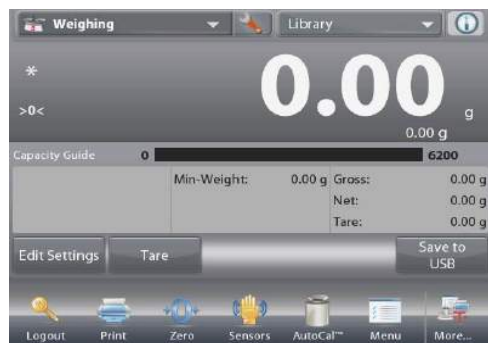 Weighing Library
*
0.00 g
>0<
0.00 g
Capacity Guide 0 6200
Min-Weight: 0.00 g Gross: 0.00 g
Net: 0.00 g
Tare: 0.00 g
Edit Settings Tare Save to
USB
Logout Print Zero Sensors AutoCal™ Menu More...